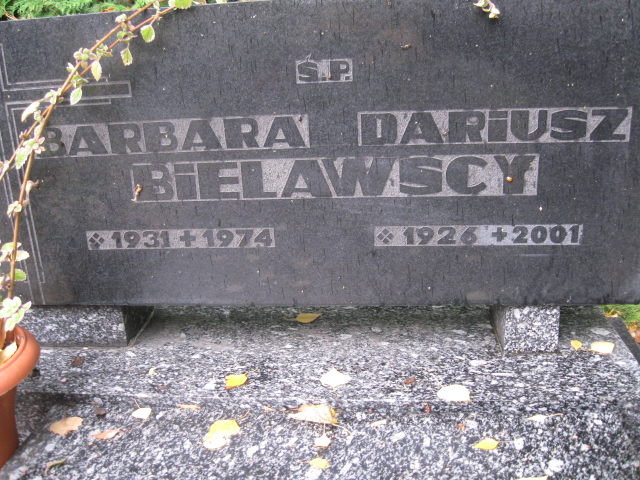 Ś.P.
BARBARA DARIUSZ
BIELAWSCY
1931 + 1974 1926 + 2001